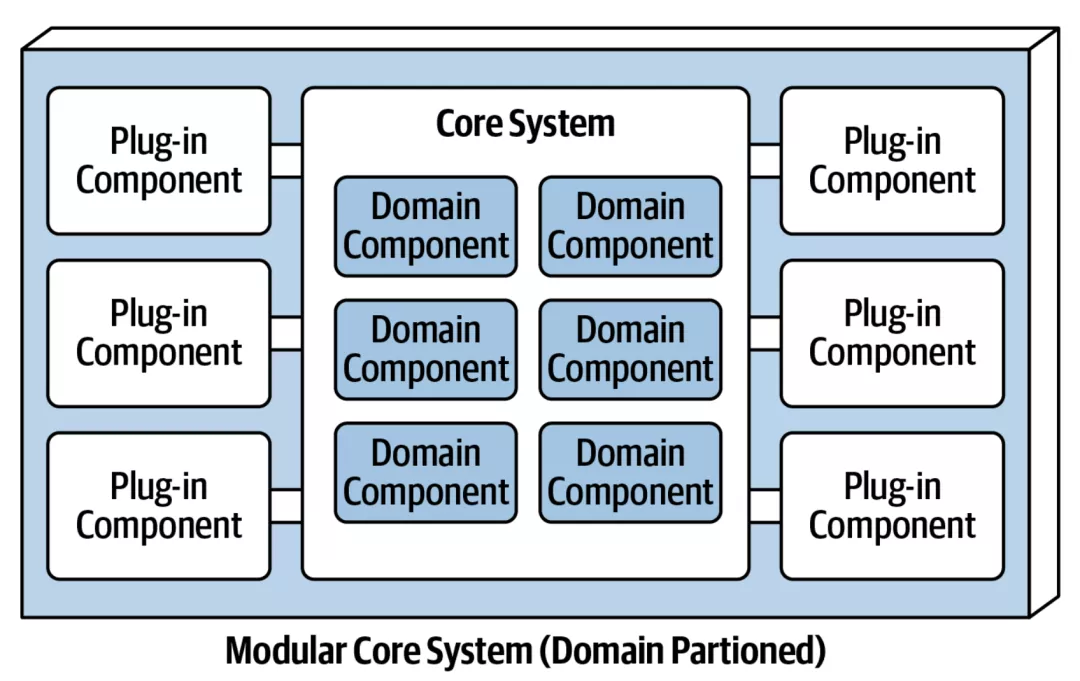 Core System
Plug-in
Component
Plug-in
Component
Plug-in
Component
Domain
Component
Domain
Component
Domain
Component
Domain
Component
Domain
Component
Domain
Component
Plug-in
Component
Plug-in
Component
Plug-in
Component
Modular Core System (Domain Partioned)